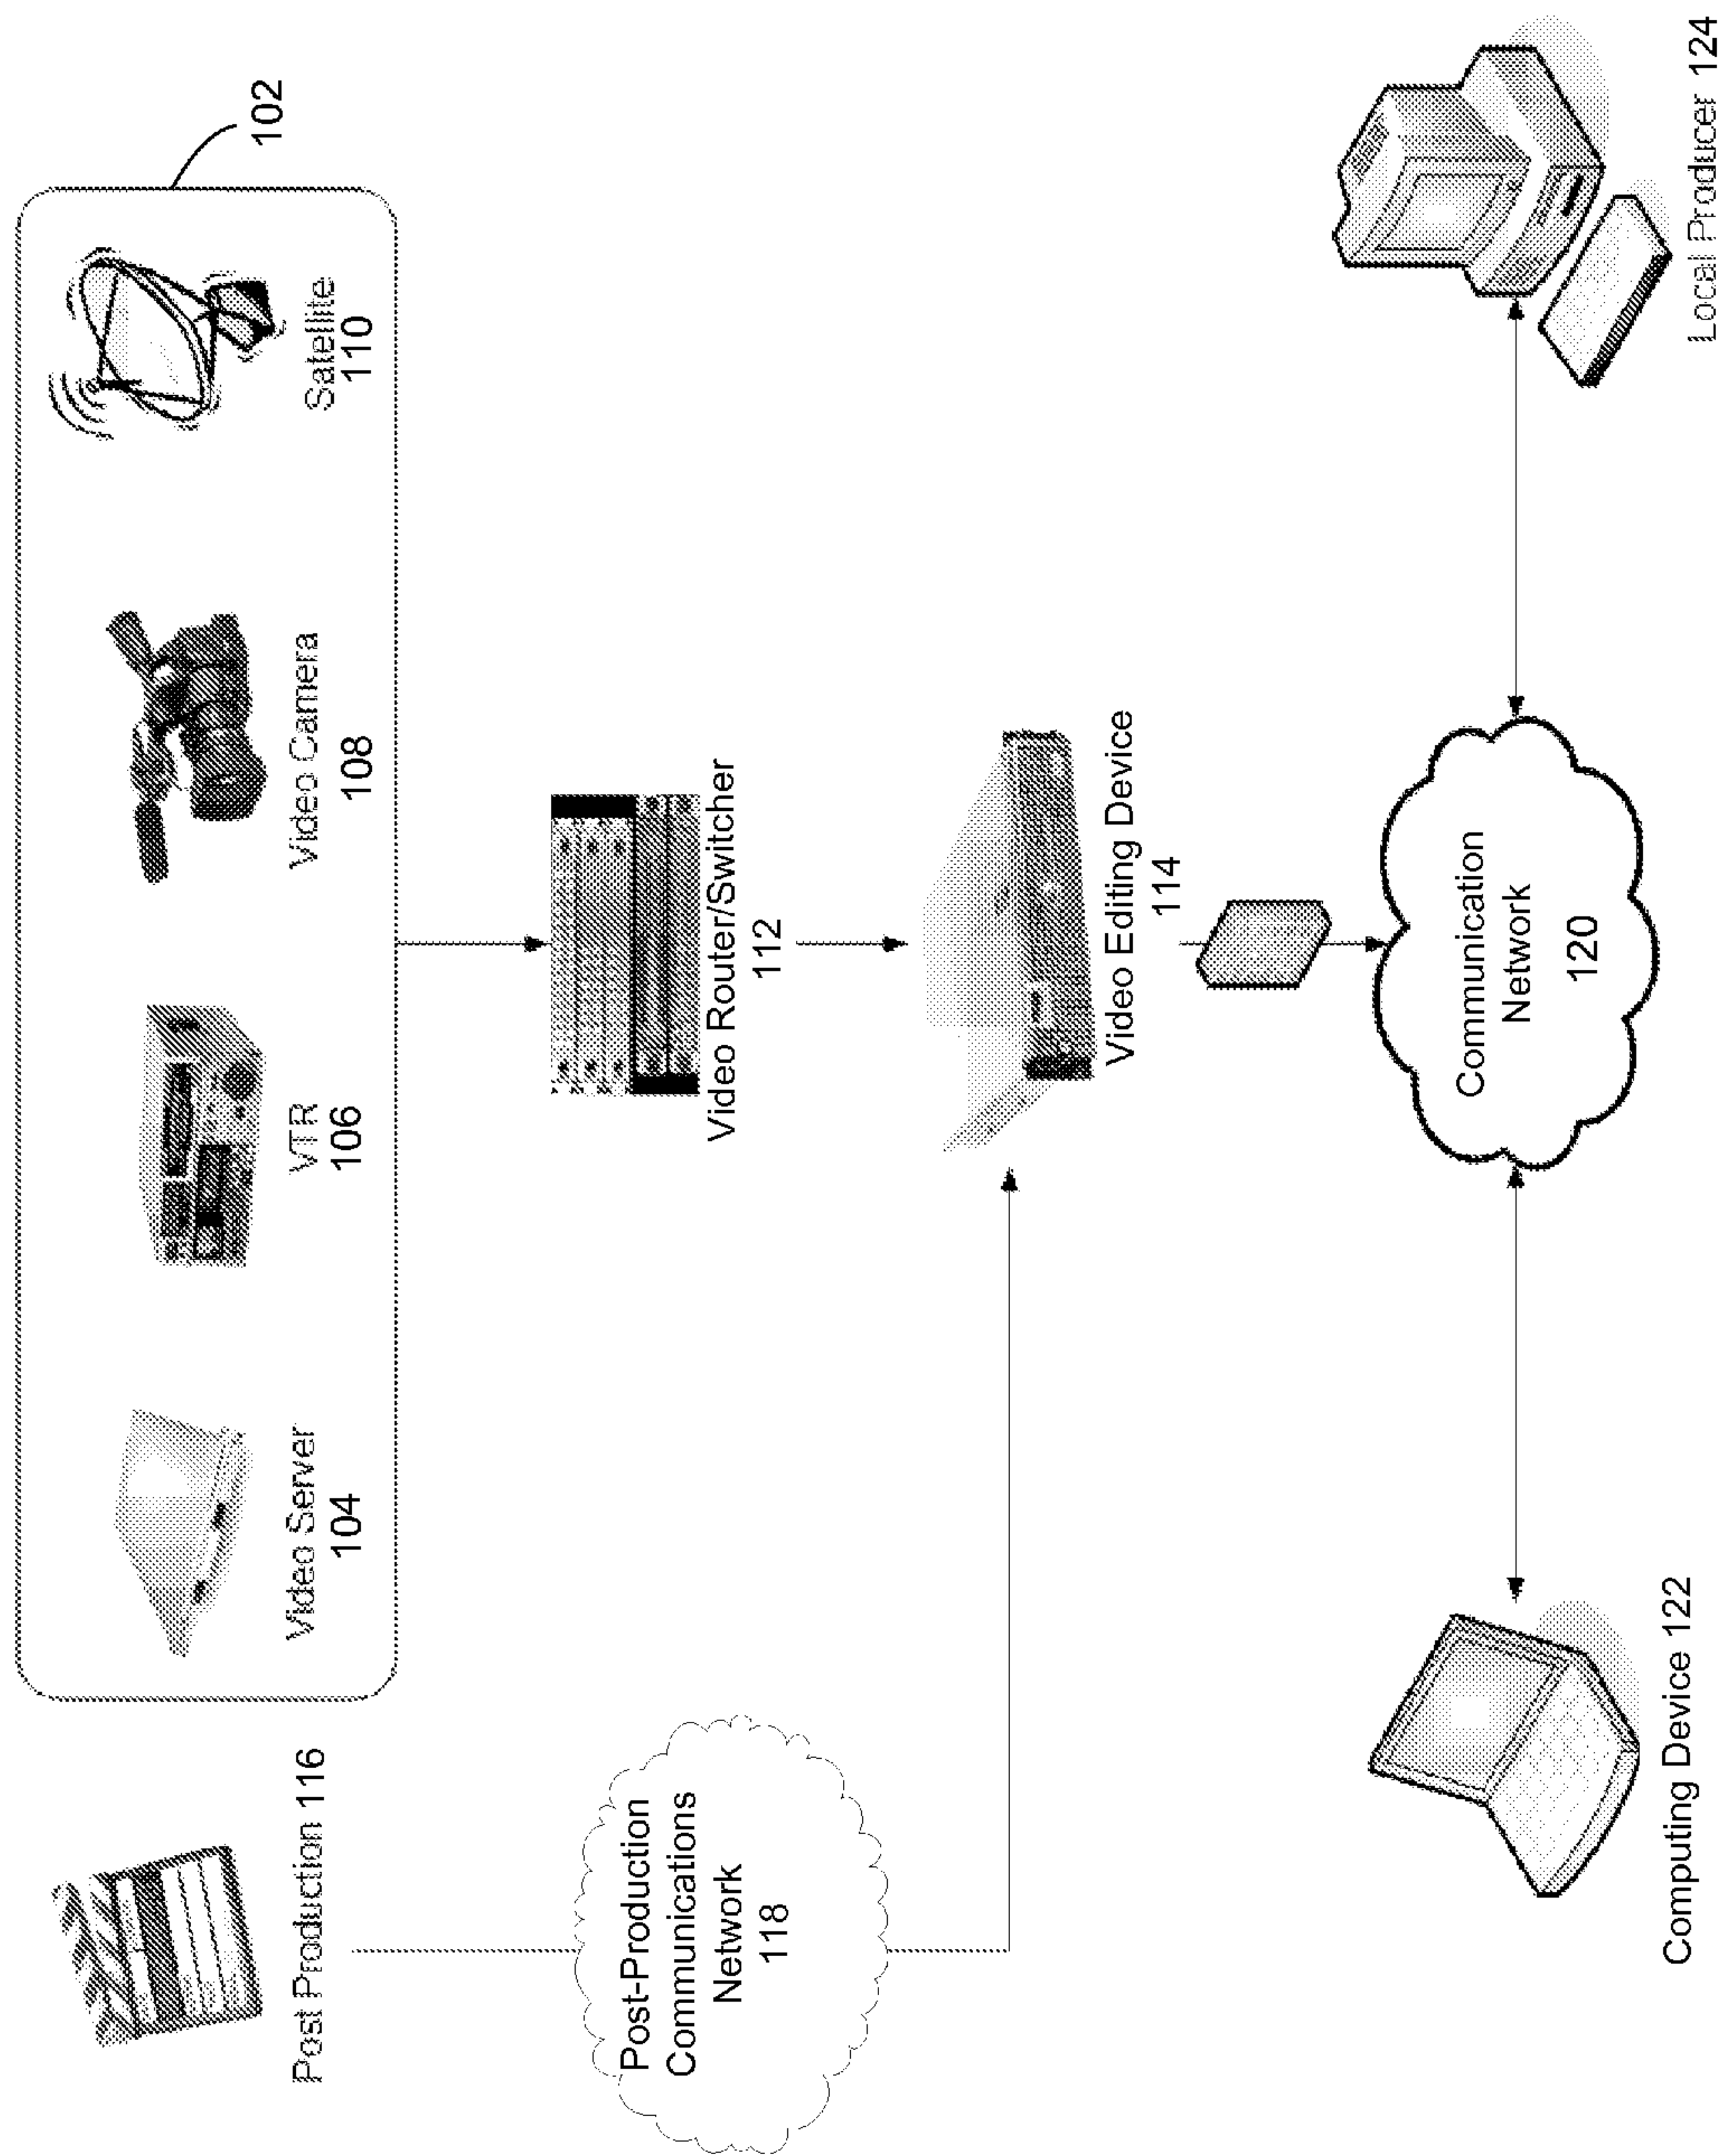 102
Post Production 116
Video Server
104
VTR
106
Video Camera
108
Satellite
110
Post-Production
Communications
Network
118
Video Router/Switcher
112
Video Editing Device
114
Communication
Network
120
Computing Device 122
Local Producer 124